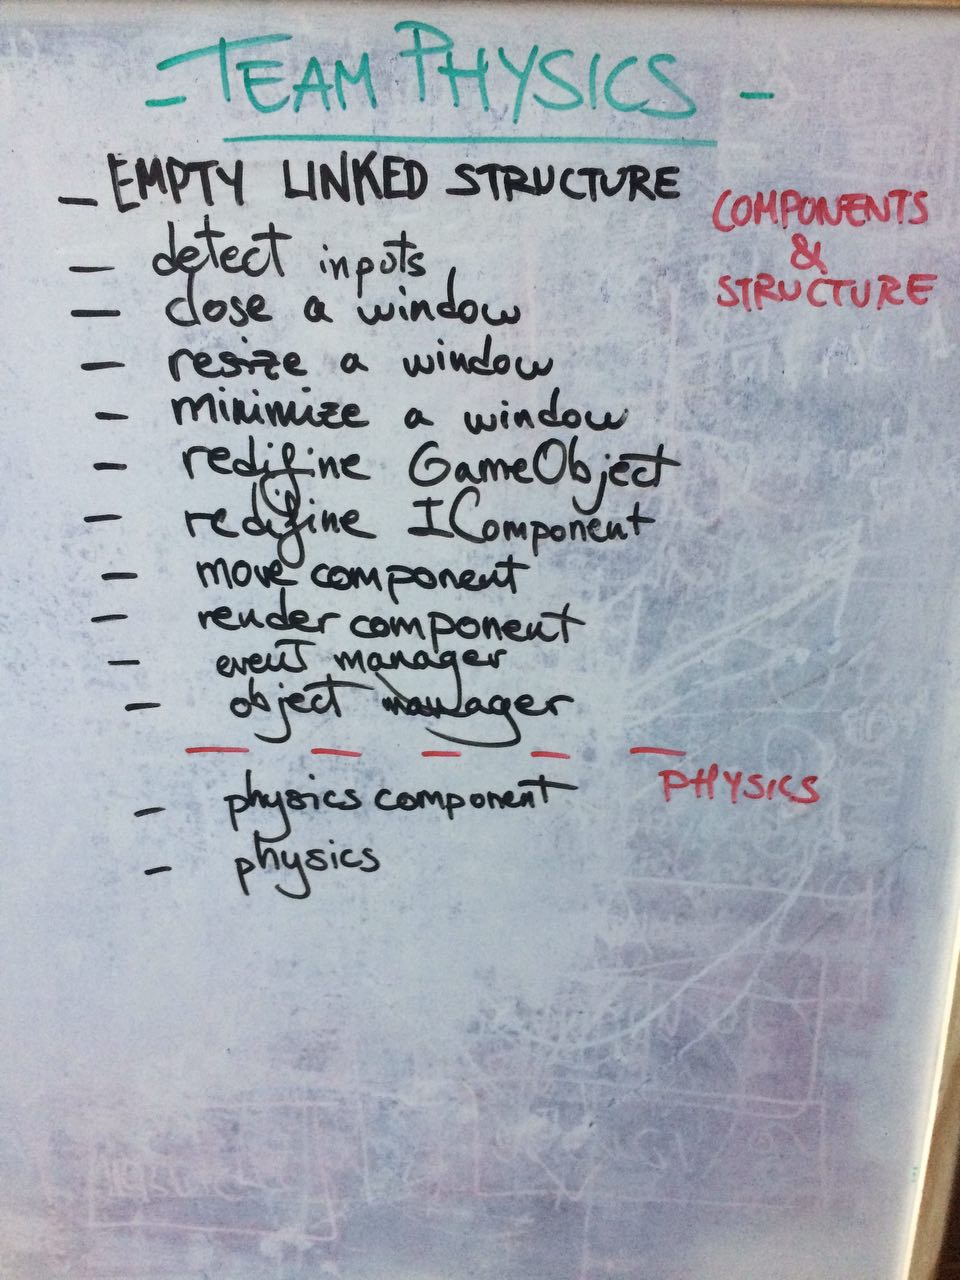 - TEAM PHYSICS -
- EMPTY LINKED STRUCTURE
COMPONENTS
&
STRUCTURE
- detect inputs
- close a window
- resize a window
- minimize a window
- redifine GameObject
- redifine IComponent
- move component
- render component
- event manager
- object manager
PHYSICS
- physics component
- physics